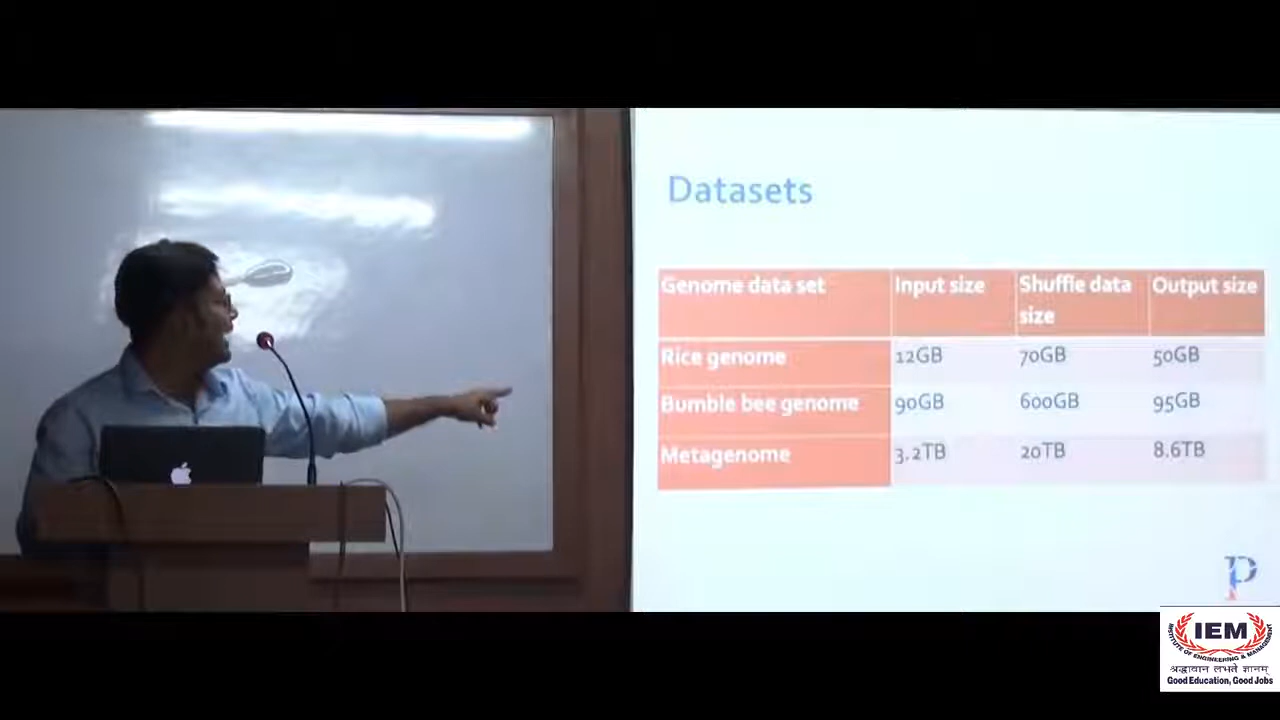 Datasets
Genome data set Input size Shuffle data size Output size
Rice genome 12GB 70GB 50GB
Bumble bee genome 90GB 600GB 95GB
Metagenome 3.2TB 20TB 8.6TB
P
IEM
INSTITUTE OF ENGINEERING & MANAGEMENT
श्रद्धावान लभते ज्ञानम्
Good Education, Good Jobs